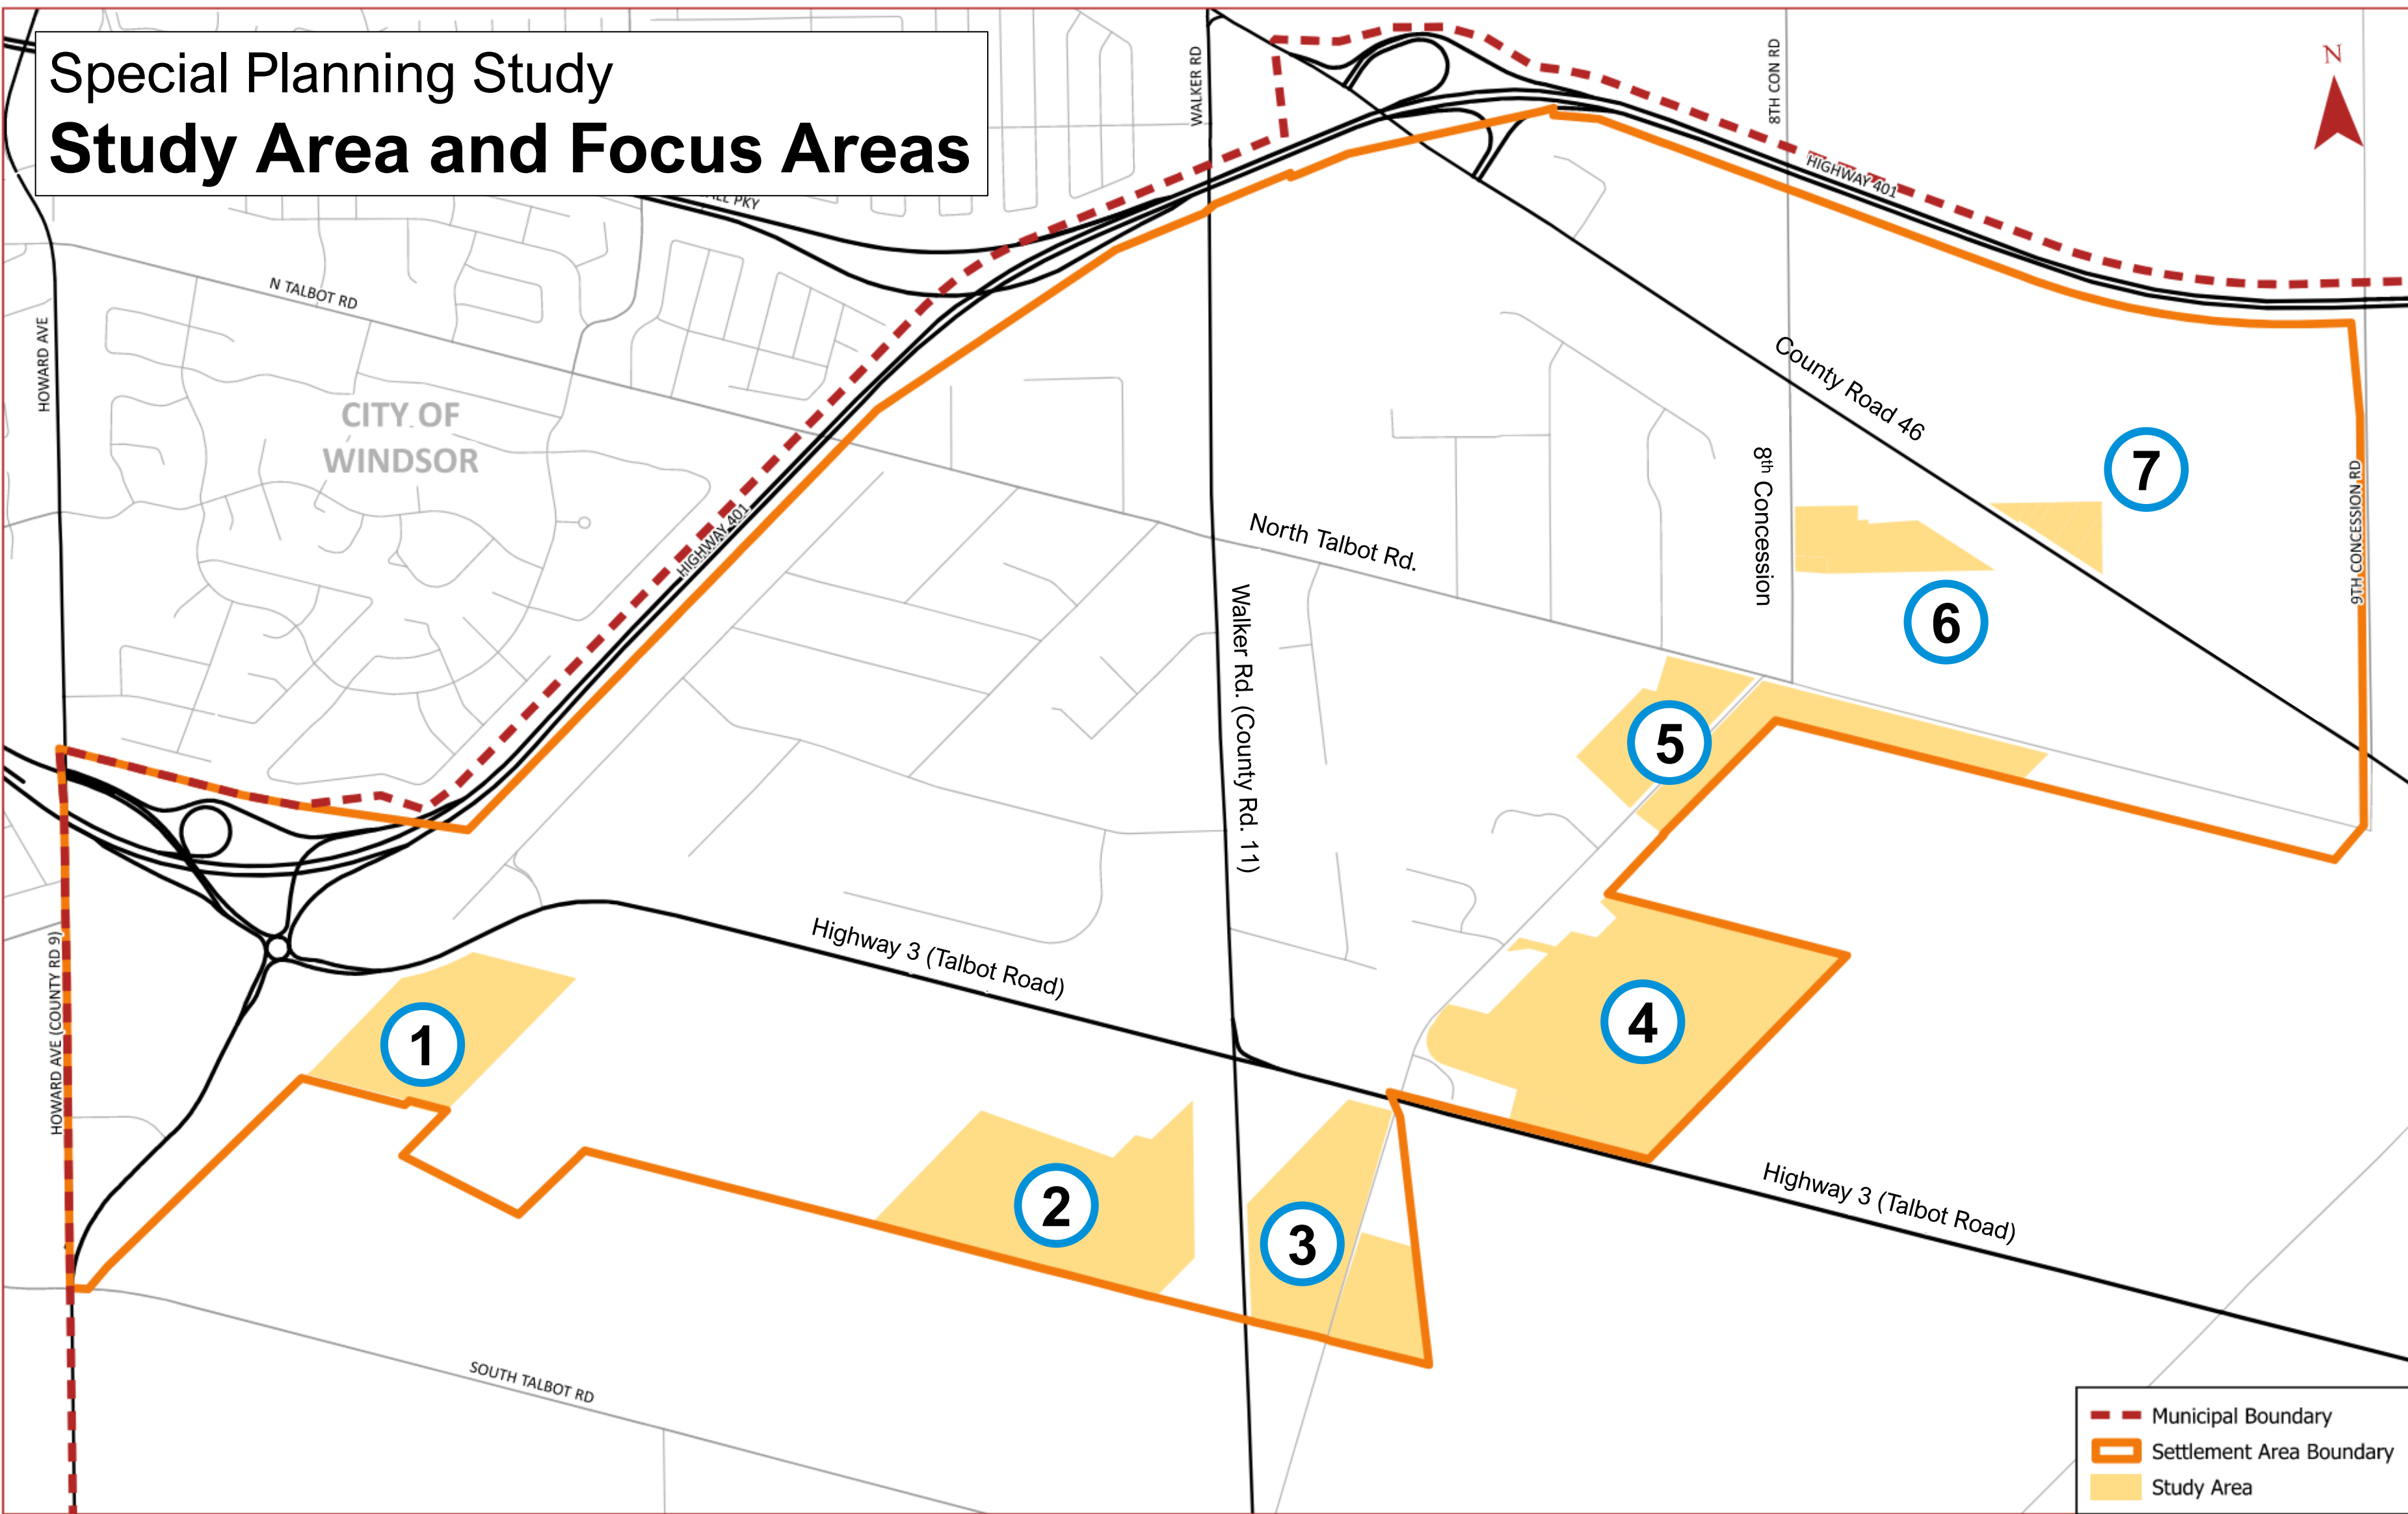 Special Planning Study
Study Area and Focus Areas
WALKER RD
8TH CON RD
N
HIGHWAY 401
PKY
N TALBOT RD
HOWARD AVE
CITY OF
WINDSOR
County Road 46
7
8th Concession
9TH CONCESSION RD
HIGHWAY 401
North Talbot Rd.
6
Walker Rd. (County Rd. 11)
5
HOWARD AVE (COUNTY RD 9)
Highway 3 (Talbot Road)
1
4
2
3
Highway 3 (Talbot Road)
SOUTH TALBOT RD
Municipal Boundary
Settlement Area Boundary
Study Area